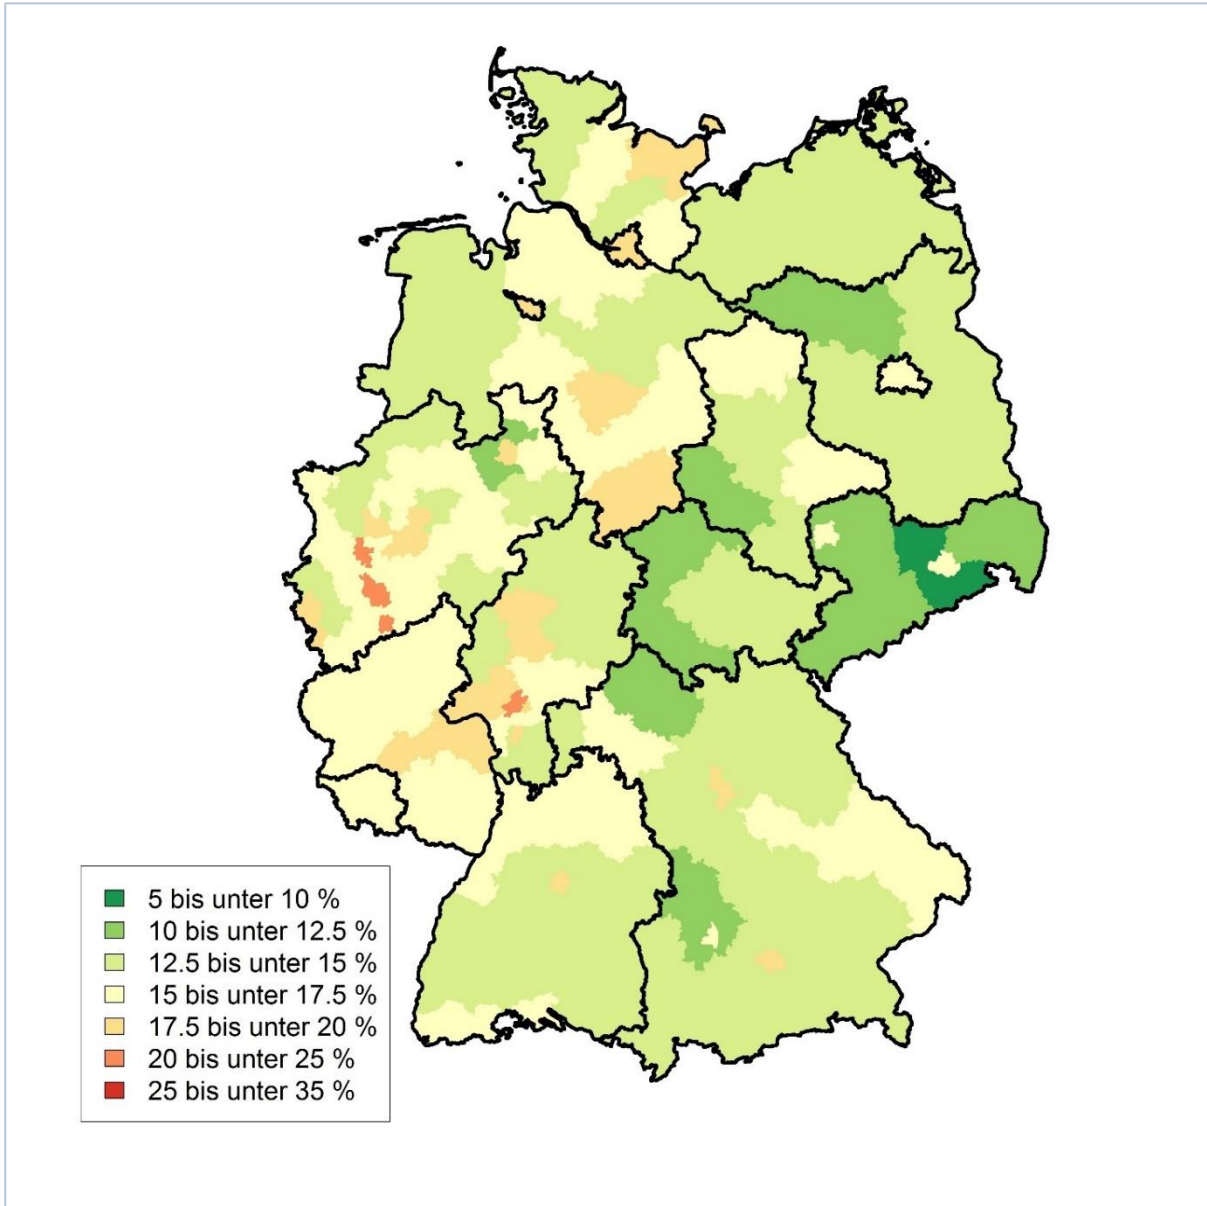 5 bis unter 10 %
10 bis unter 12.5 %
12.5 bis unter 15 %
15 bis unter 17.5 %
17.5 bis unter 20 %
20 bis unter 25 %
25 bis unter 35 %